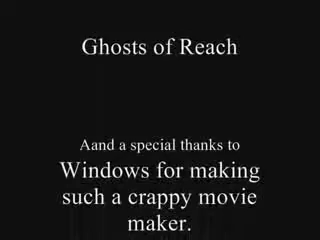 Ghosts of Reach
Aand a special thanks to
Windows for making
such a crappy movie
maker.